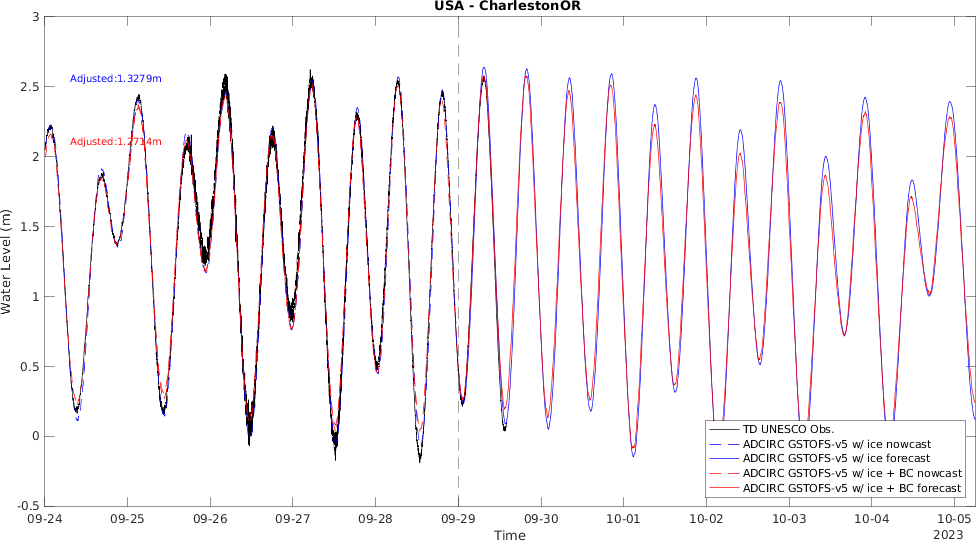 USA - CharlestonOR
3
2.5
2
1.5
1
0.5
0
-0.5
Water Level (m)
Adjusted:1.3279m
Adjusted:1.2714m
TD UNESCO Obs.
ADCIRC GSTOFS-v5 w/ ice nowcast
ADCIRC GSTOFS-v5 w/ ice forecast
ADCIRC GSTOFS-v5 w/ ice + BC nowcast
ADCIRC GSTOFS-v5 w/ ice + BC forecast
09-24 09-25 09-26 09-27 09-28 09-29 09-30 10-01 10-02 10-03 10-04 10-05
Time
2023